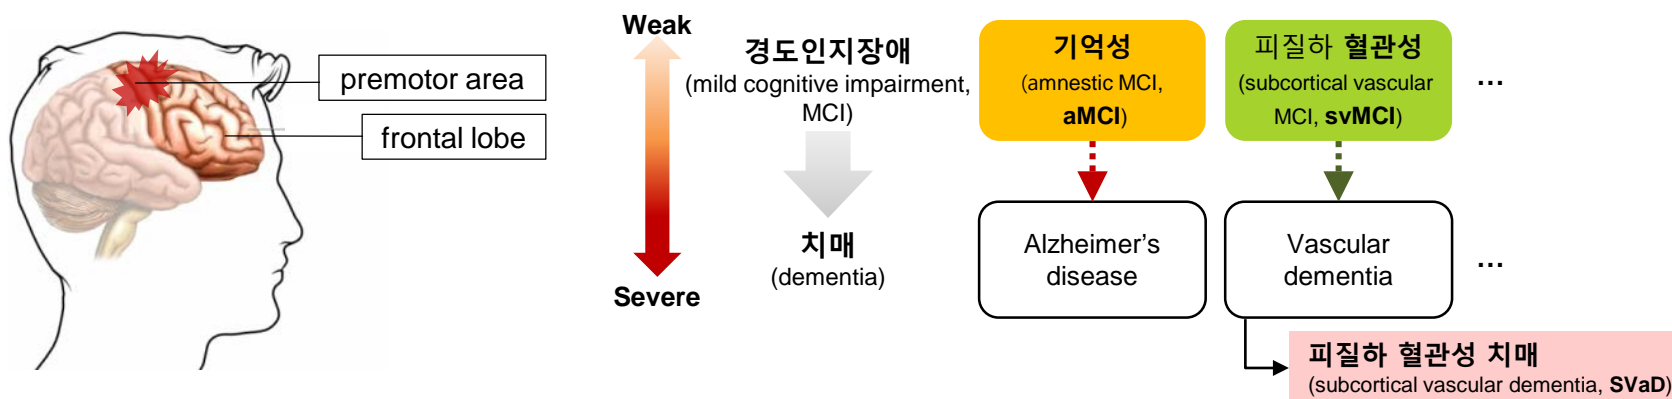 premotor area
frontal lobe
Weak
Severe
경도인지장애
(mild cognitive impairment,
MCI)
치매
(dementia)
기억성
(amnestic MCI,
aMCI)
피질하 혈관성
(subcortical vascular
MCI, svMCI)
...
Alzheimer's
disease
Vascular
dementia
...
피질하 혈관성 치매
(subcortical vascular dementia, SVaD)